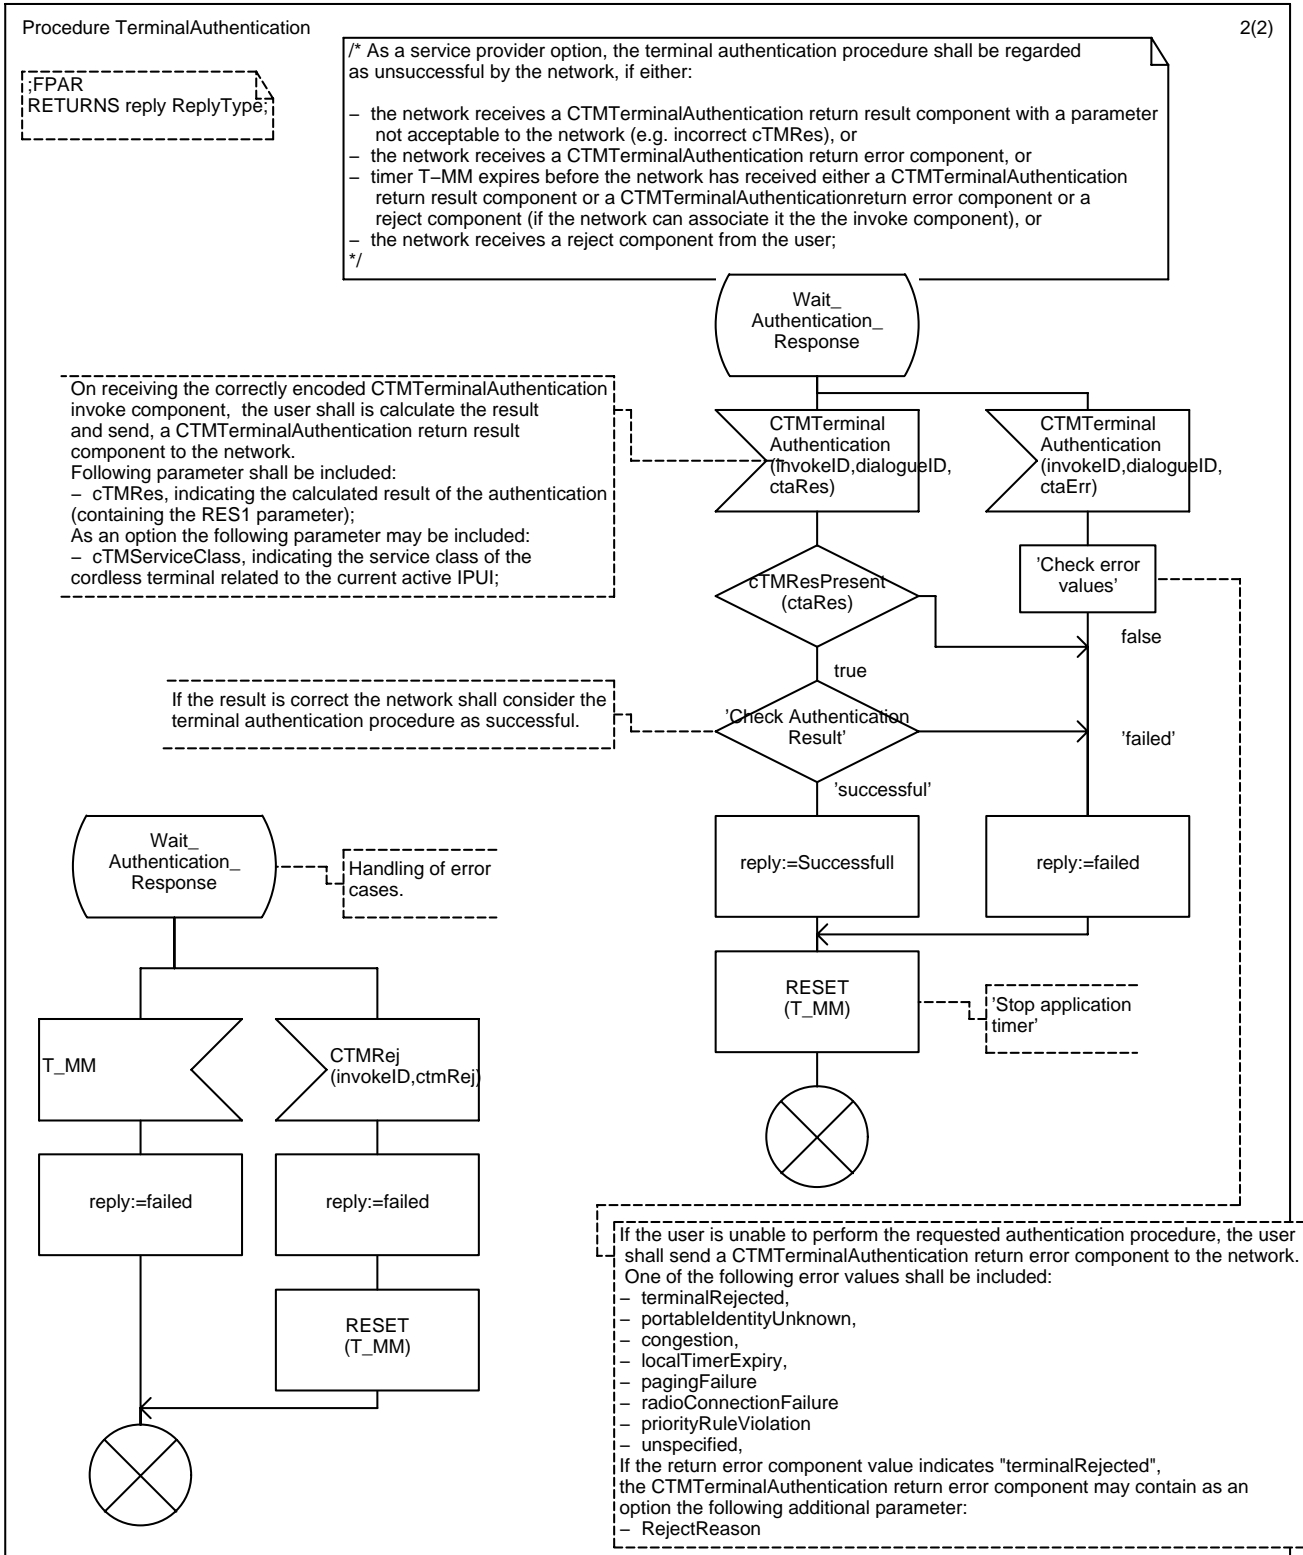 Procedure TerminalAuthentication
2(2)
;FPAR
RETURNS reply ReplyType;
/* As a service provider option, the terminal authentication procedure shall be regarded
as unsuccessful by the network, if either:
– the network receives a CTMTerminalAuthentication return result component with a parameter
not acceptable to the network (e.g. incorrect cTMRes), or
– the network receives a CTMTerminalAuthentication return error component, or
– timer T–MM expires before the network has received either a CTMTerminalAuthentication
return result component or a CTMTerminalAuthenticationreturn error component or a
reject component (if the network can associate it the the invoke component), or
– the network receives a reject component from the user;
*/
Wait_
Authentication_
Response
On receiving the correctly encoded CTMTerminalAuthentication
invoke component, the user shall is calculate the result
and send, a CTMTerminalAuthentication return result
component to the network.
Following parameter shall be included:
– cTMRes, indicating the calculated result of the authentication
(containing the RES1 parameter);
As an option the following parameter may be included:
– cTMServiceClass, indicating the service class of the
cordless terminal related to the current active IPUI;
CTMTerminal
Authentication
(invokeID,dialogueID,
ctaRes)
CTMTerminal
Authentication
(invokeID,dialogueID,
ctaErr)
cTMResPresent
(ctaRes)
'Check error
values'
false
true
If the result is correct the network shall consider the
terminal authentication procedure as successful.
'Check Authentication
Result'
'failed'
'successful'
reply:=Successfull
reply:=failed
Wait_
Authentication_
Response
Handling of error
cases.
RESET
(T_MM)
'Stop application
timer'
T_MM
CTMRej
(invokeID,ctmRej)
reply:=failed
reply:=failed
RESET
(T_MM)
If the user is unable to perform the requested authentication procedure, the user
shall send a CTMTerminalAuthentication return error component to the network.
One of the following error values shall be included:
– terminalRejected,
– portableIdentityUnknown,
– congestion,
– localTimerExpiry,
– pagingFailure
– radioConnectionFailure
– priorityRuleViolation
– unspecified,
If the return error component value indicates "terminalRejected",
the CTMTerminalAuthentication return error component may contain as an
option the following additional parameter:
– RejectReason